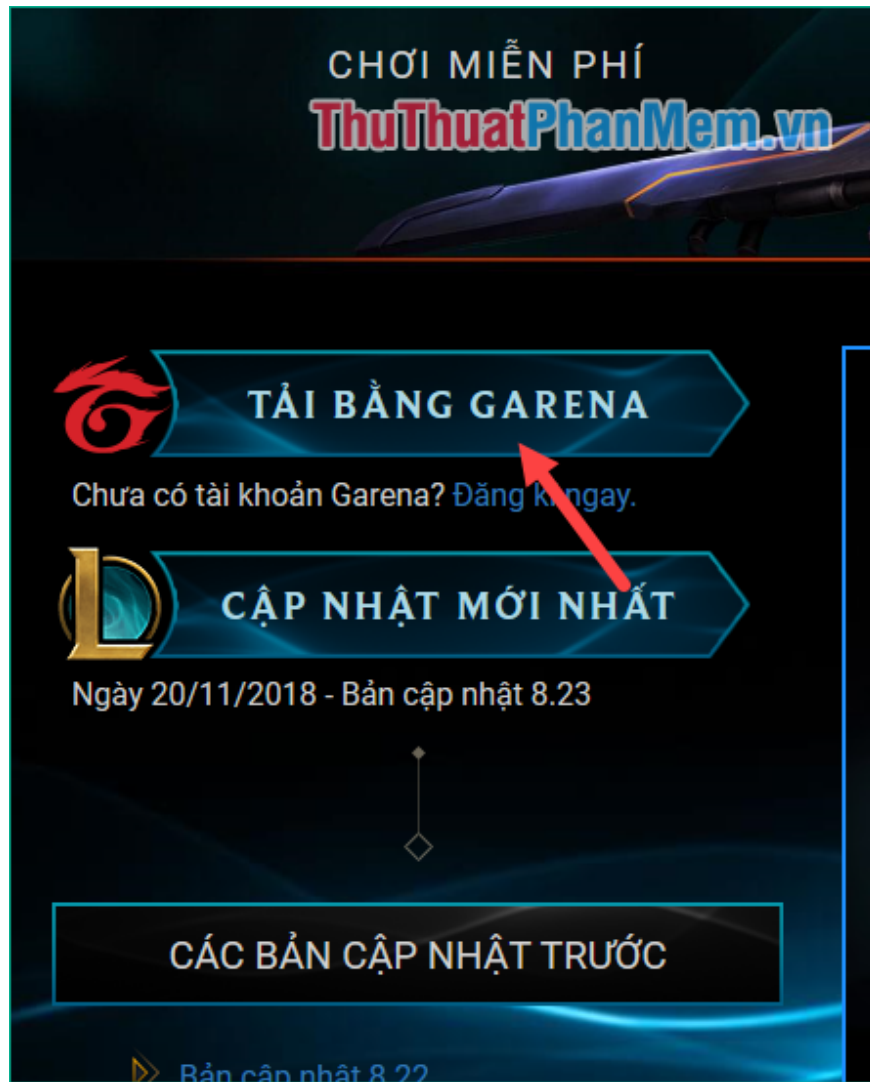 CHƠI MIỄN PHÍ
ThuThuatPhanMem.vn
TẢI BẰNG GARENA
Chưa có tài khoản Garena? Đăng kí ngay.
CẬP NHẬT MỚI NHẤT
Ngày 20/11/2018 - Bản cập nhật 8.23
CÁC BẢN CẬP NHẬT TRƯỚC
Bản cập nhật 8.22